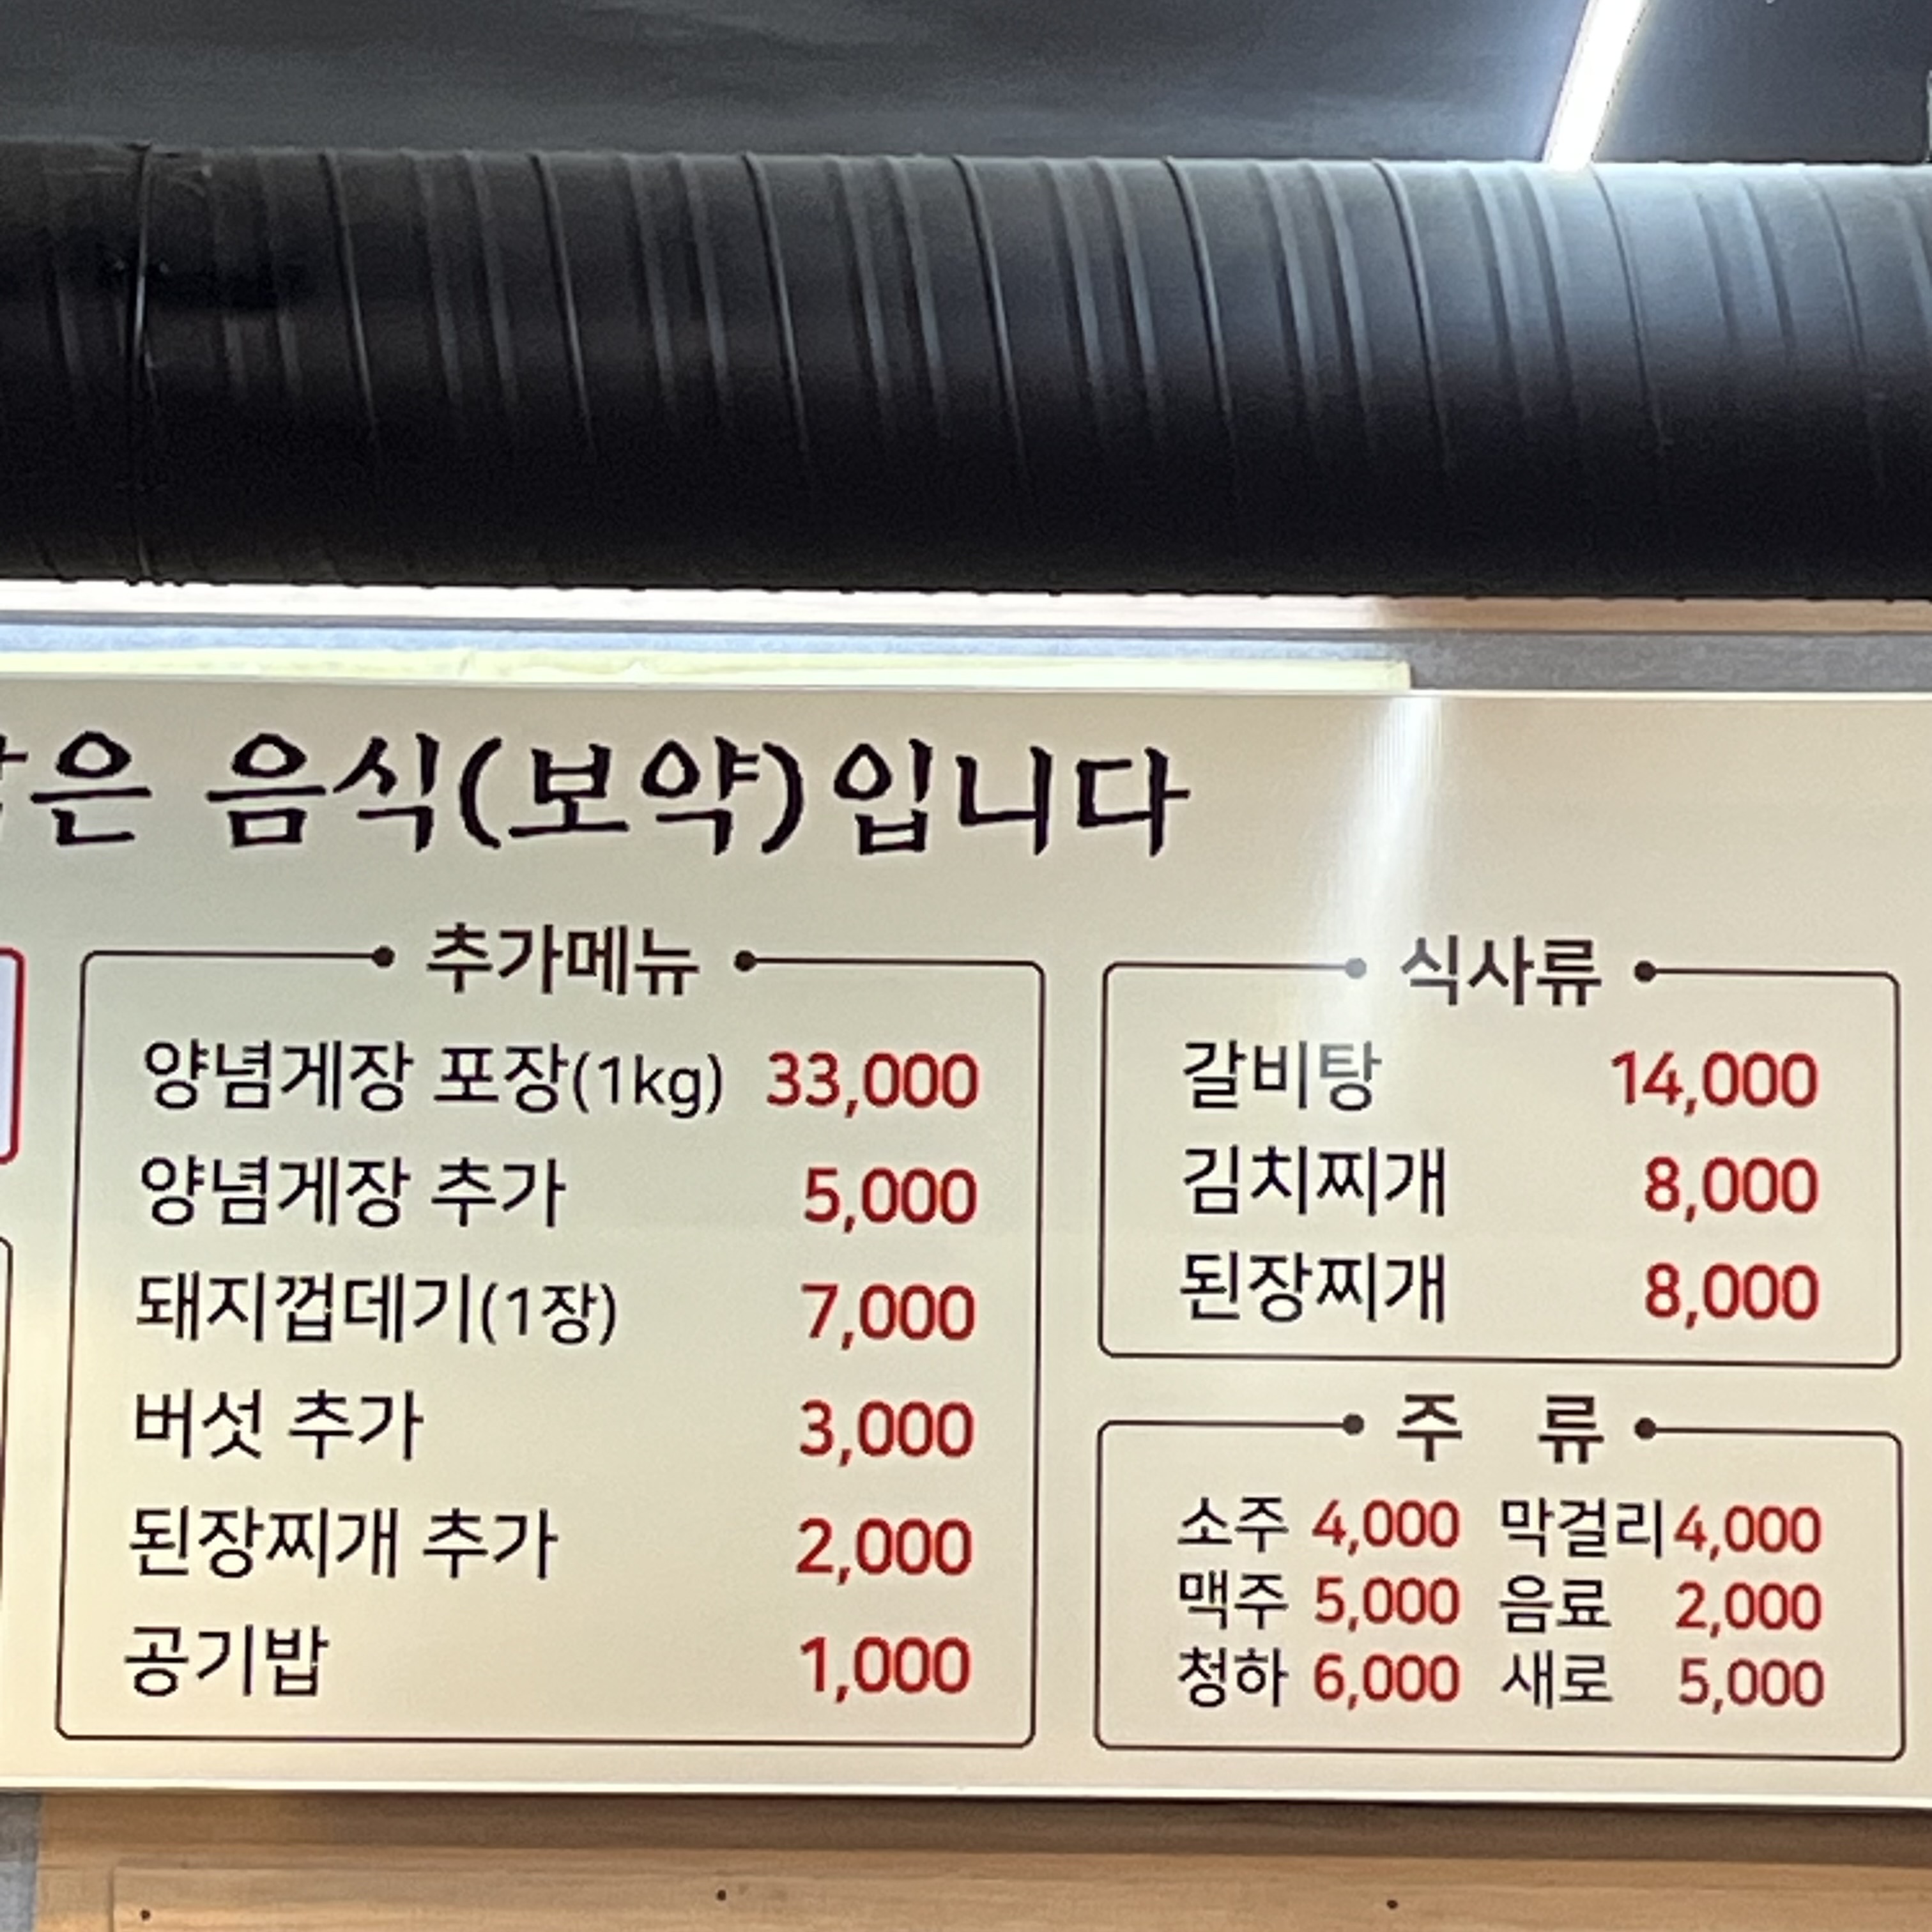 은 음식(보약)입니다
추가메뉴
양념게장 포장(1kg) 33,000
양념게장 추가 5,000
돼지껍데기(1장) 7,000
버섯 추가 3,000
된장찌개 추가 2,000
공기밥 1,000
식사류
갈비탕 14,000
김치찌개 8,000
된장찌개 8,000
주 류
소주 4,000 막걸리 4,000
맥주 5,000 음료 2,000
청하 6,000 새로 5,000